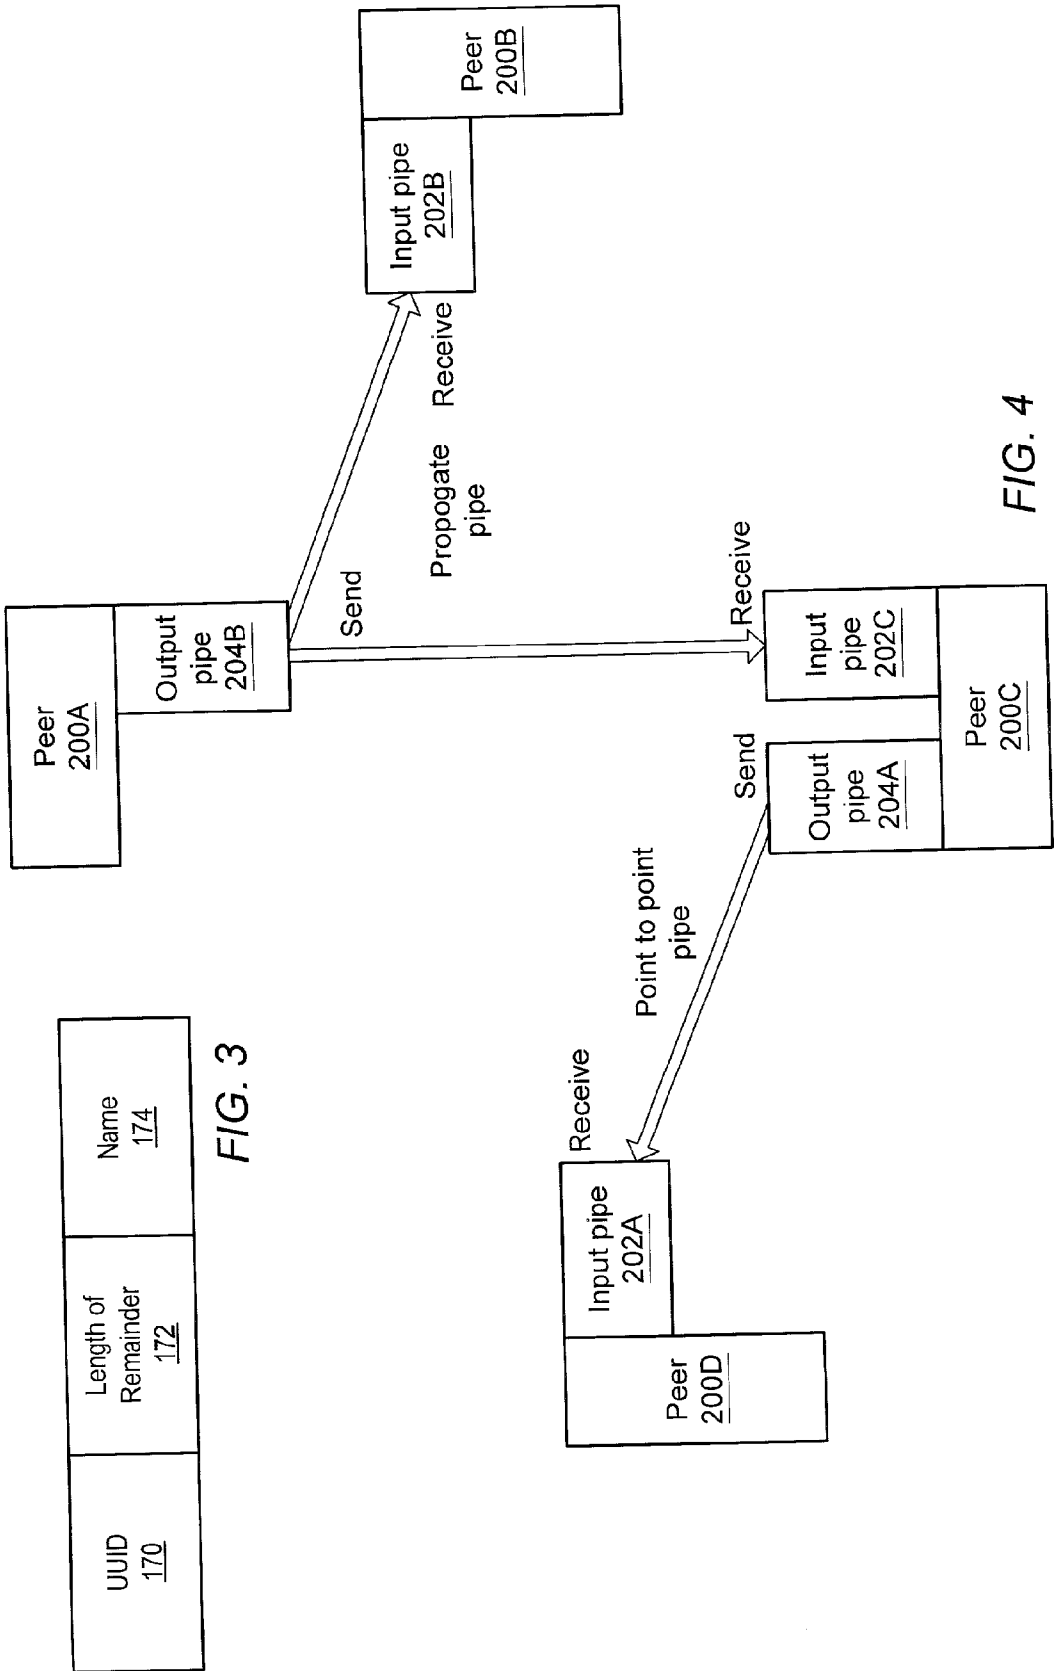 UUID
170
Length of
Remainder
172
Name
174
FIG. 3
Peer
200A
Output
pipe
204B
Send
Propogate
pipe
Receive
Input pipe
202B
Peer
200B
Receive
Input
pipe
202C
Peer
200C
Output
pipe
204A
Send
Point to point
pipe
Receive
Input pipe
202A
Peer
200D
FIG. 4